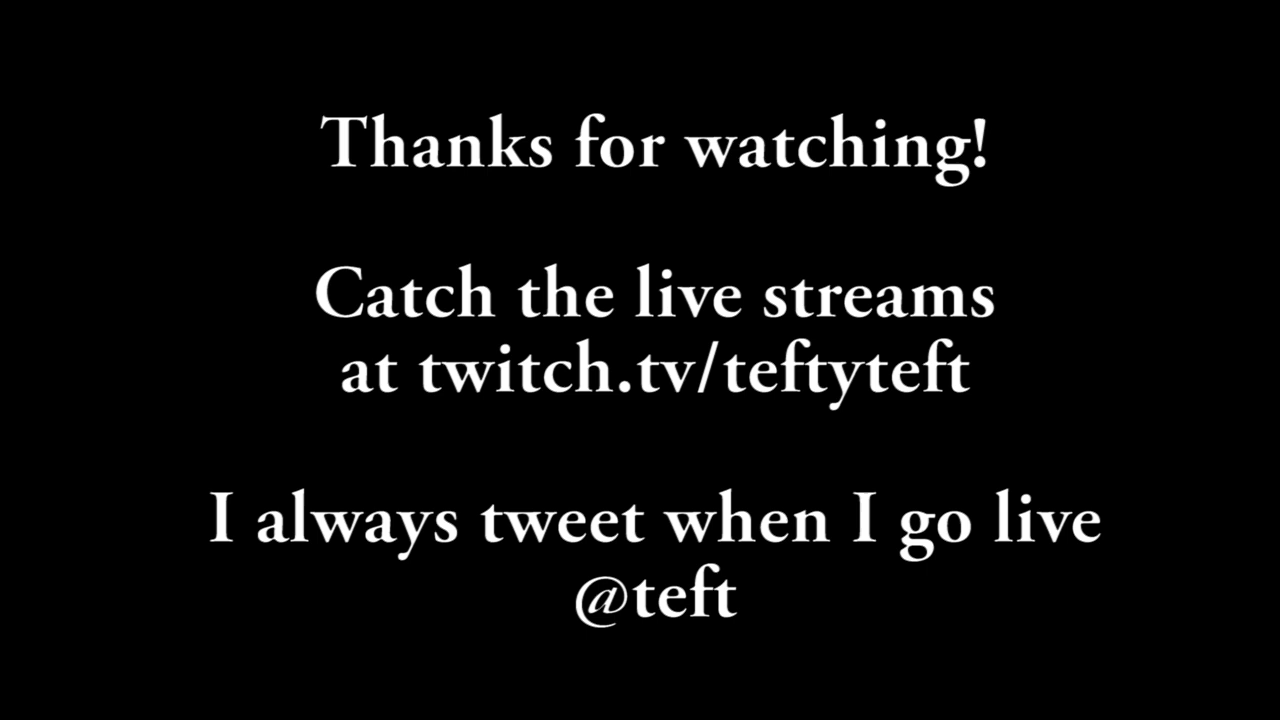 Thanks for watching!
Catch the live streams
at twitch.tv/teftyteft
I always tweet when I go live
@teft